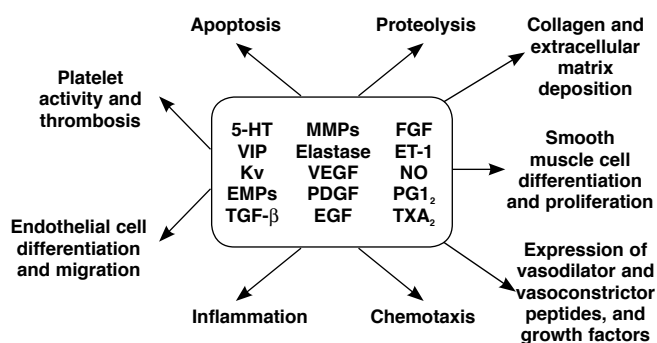 Apoptosis
Proteolysis
Collagen and
extracellular
matrix
deposition
Platelet
activity and
thrombosis
5-HT MMPs FGF
VIP Elastase ET-1
Kv VEGF NO
EMPs PDGF PG1₂
TGF-β EGF TXA₂
Smooth
muscle cell
differentiation
and proliferation
Endothelial cell
differentiation
and migration
Expression of
vasodilator and
vasoconstrictor
peptides, and
growth factors
Inflammation
Chemotaxis